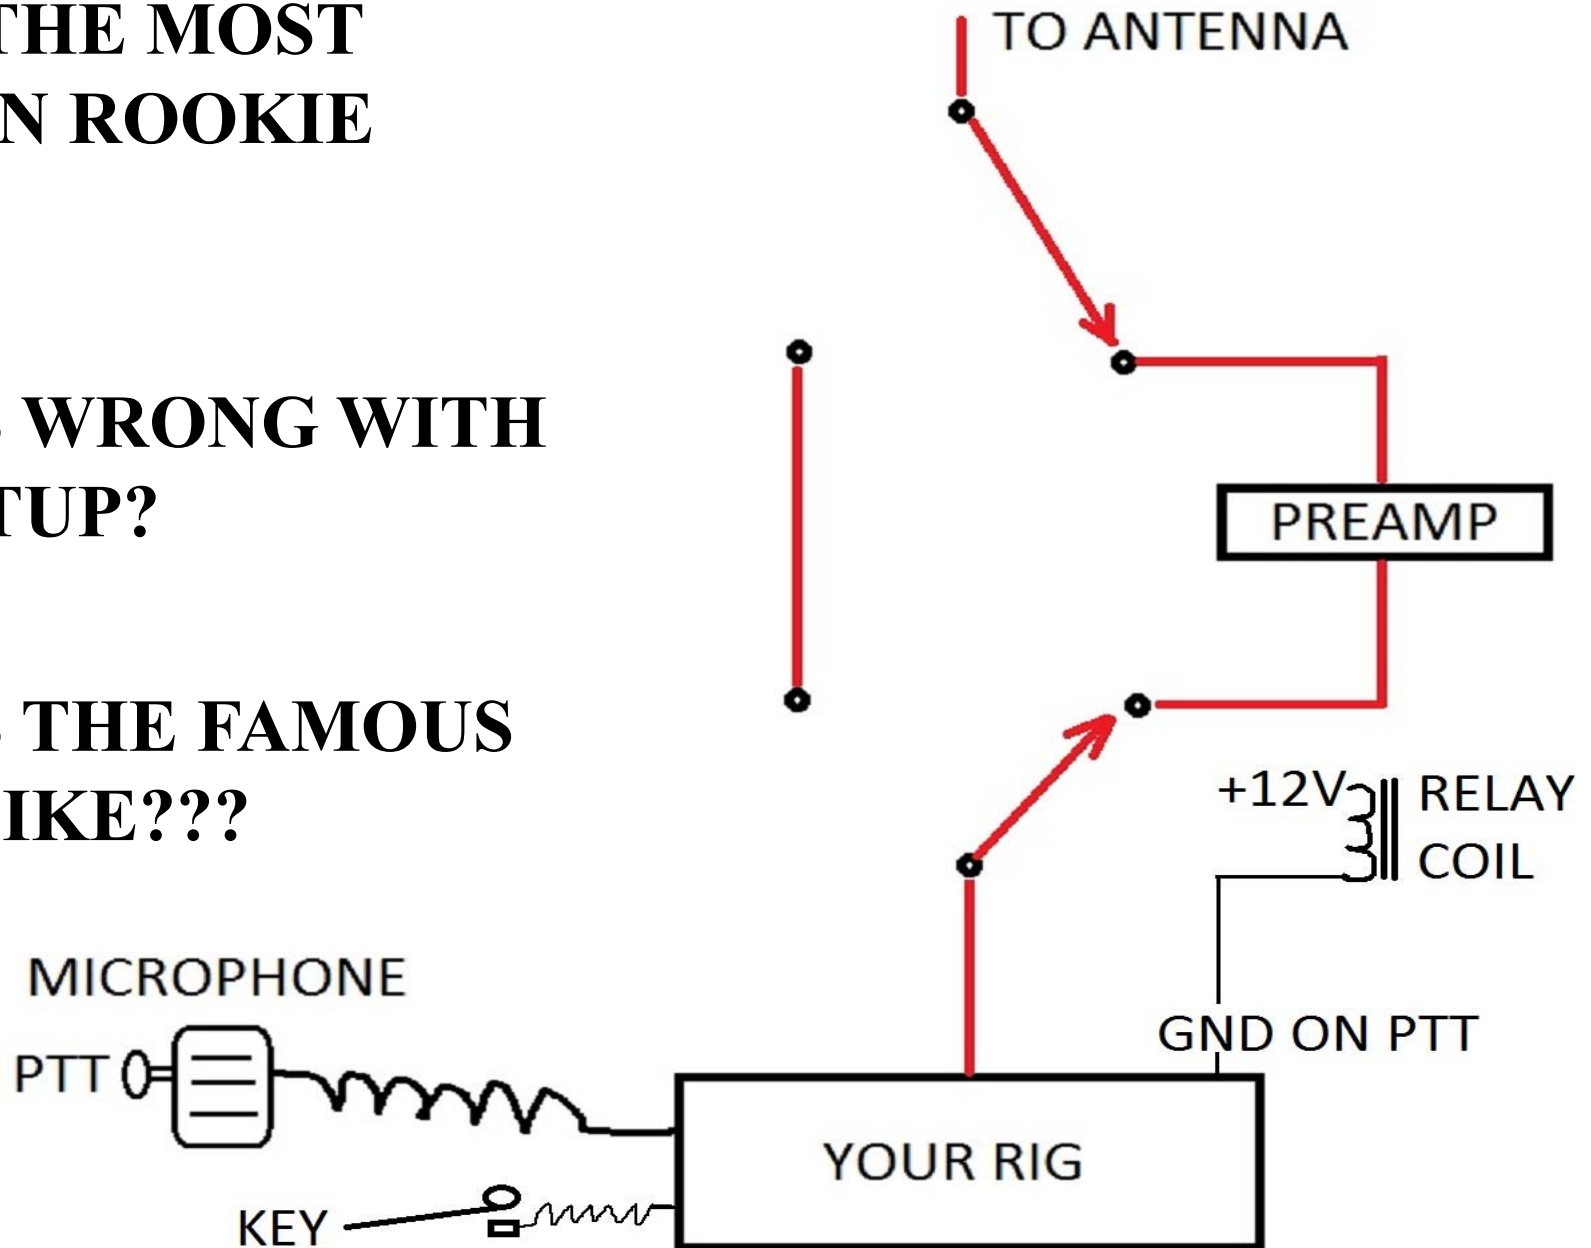 THE MOST
N ROOKIE
WRONG WITH
TUP?
THE FAMOUS
IKE???
TO ANTENNA
PREAMP
+12V
RELAY
COIL
GND ON PTT
MICROPHONE
PTT
YOUR RIG
KEY